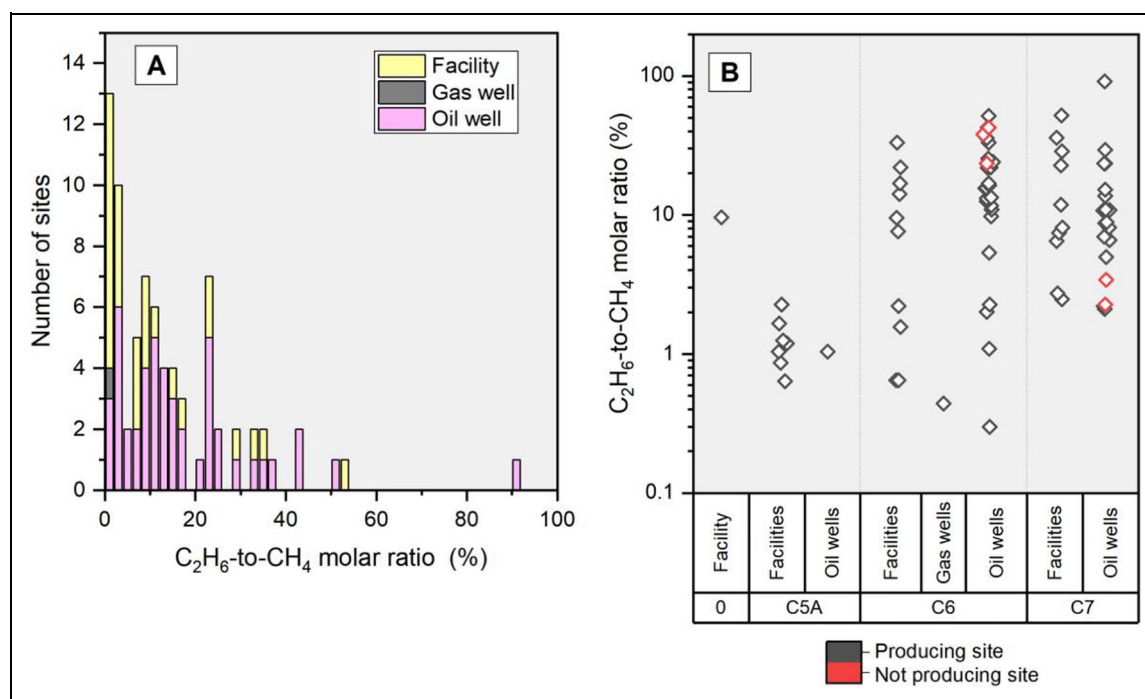 A
Facility
Gas well
Oil well
14
12
10
8
6
4
2
0
Number of sites
0 20 40 60 80 100
C₂H₆-to-CH₄ molar ratio (%)
B
100
10
1
0.1
C₂H₆-to-CH₄ molar ratio (%)
Facility
Facilities
Oil wells
Facilities
Gas wells
Oil wells
Facilities
Oil wells
0 C5A C6 C7
Producing site
Not producing site